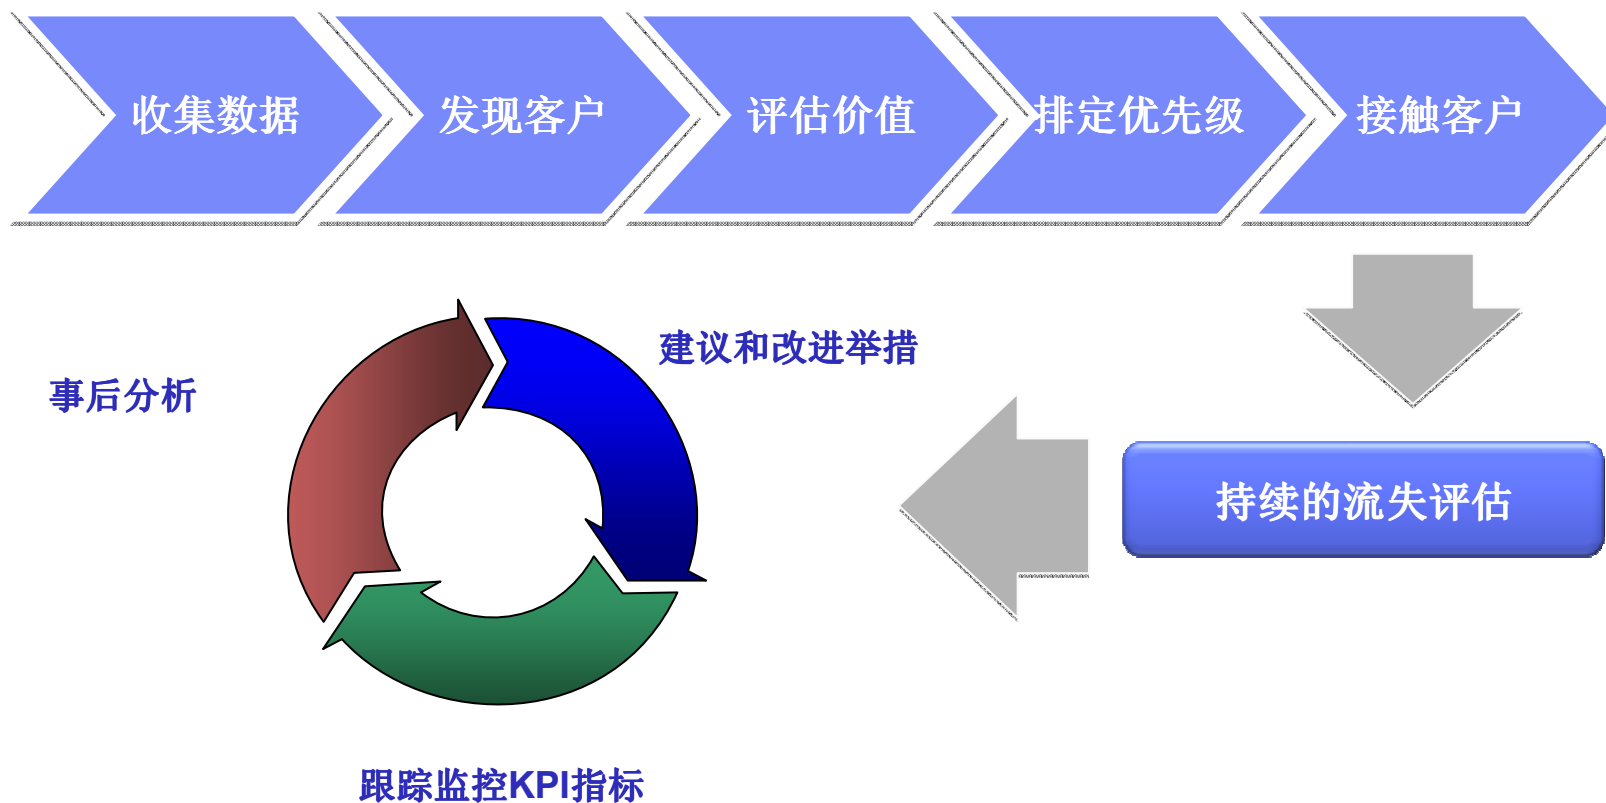 收集数据
发现客户
评估价值
排定优先级
接触客户
建议和改进举措
事后分析
持续的流失评估
跟踪监控KPI指标